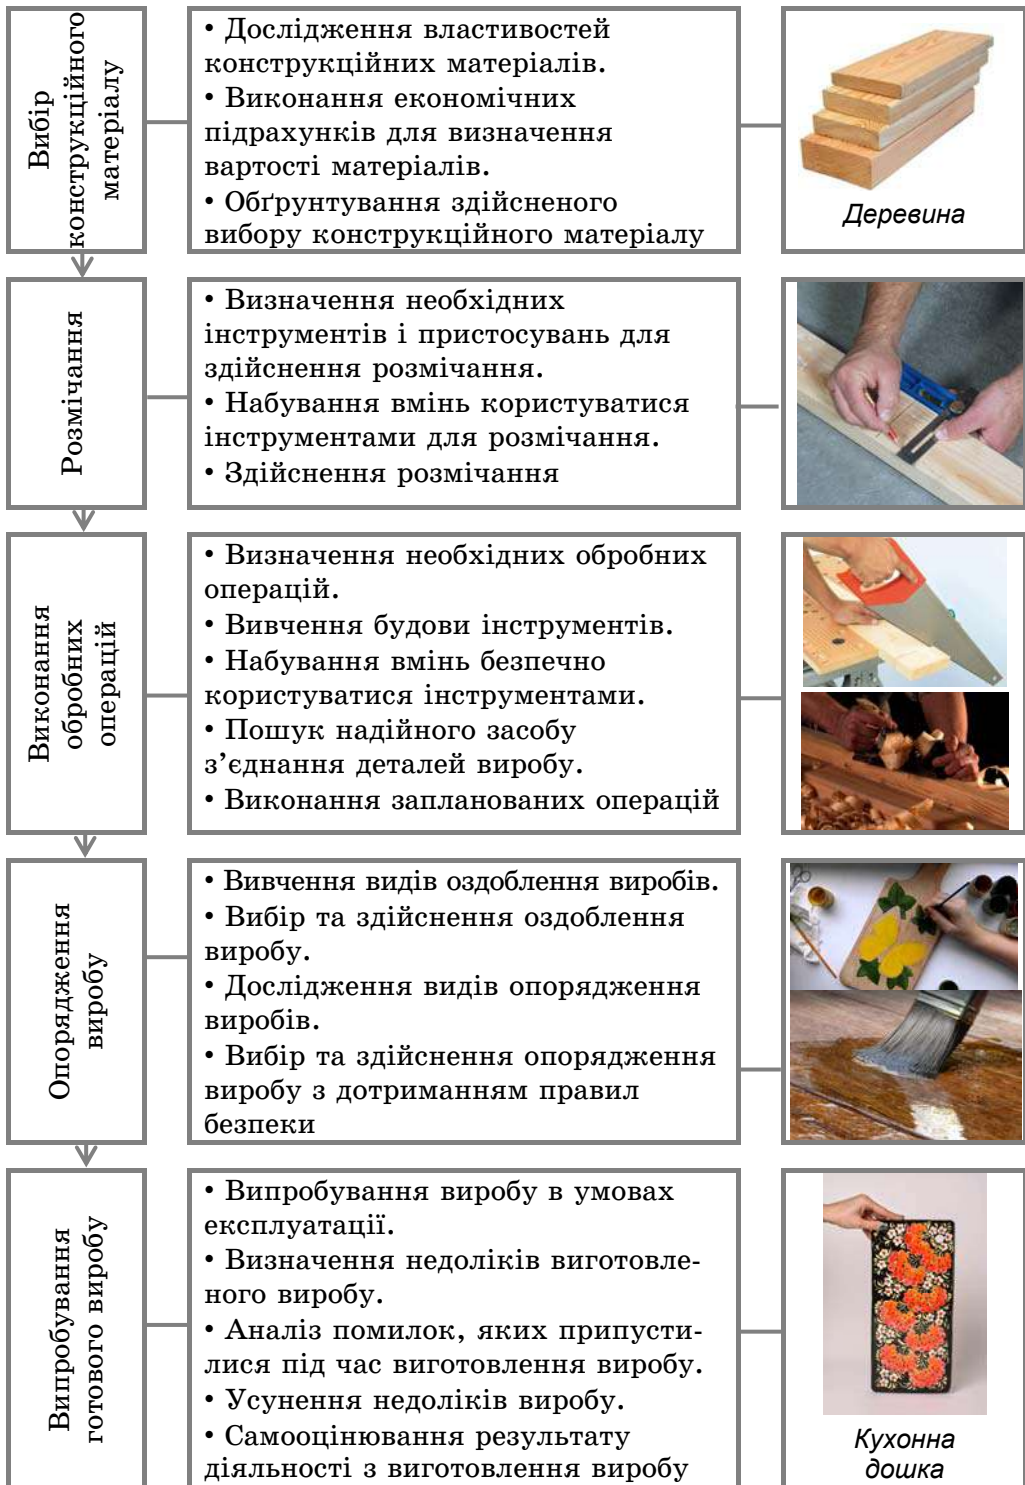 Вибір
конструкційного
матеріалу
• Дослідження властивостей
конструкційних матеріалів.
• Виконання економічних
підрахунків для визначення
вартості матеріалів.
• Обґрунтування здійсненого
вибору конструкційного матеріалу
Деревина
Розмічання
• Визначення необхідних
інструментів і пристосувань для
здійснення розмічання.
• Набування вмінь користуватися
інструментами для розмічання.
• Здійснення розмічання
Виконання
обробних
операцій
• Визначення необхідних обробних
операцій.
• Вивчення будови інструментів.
• Набування вмінь безпечно
користуватися інструментами.
• Пошук надійного засобу
з’єднання деталей виробу.
• Виконання запланованих операцій
Опорядження
виробу
• Вивчення видів оздоблення виробів.
• Вибір та здійснення оздоблення
виробу.
• Дослідження видів опорядження
виробів.
• Вибір та здійснення опорядження
виробу з дотриманням правил
безпеки
Випробування
готового виробу
• Випробування виробу в умовах
експлуатації.
• Визначення недоліків виготовле-
ного виробу.
• Аналіз помилок, яких припусти-
лися під час виготовлення виробу.
• Усунення недоліків виробу.
• Самооцінювання результату
діяльності з виготовлення виробу
Кухонна
дошка